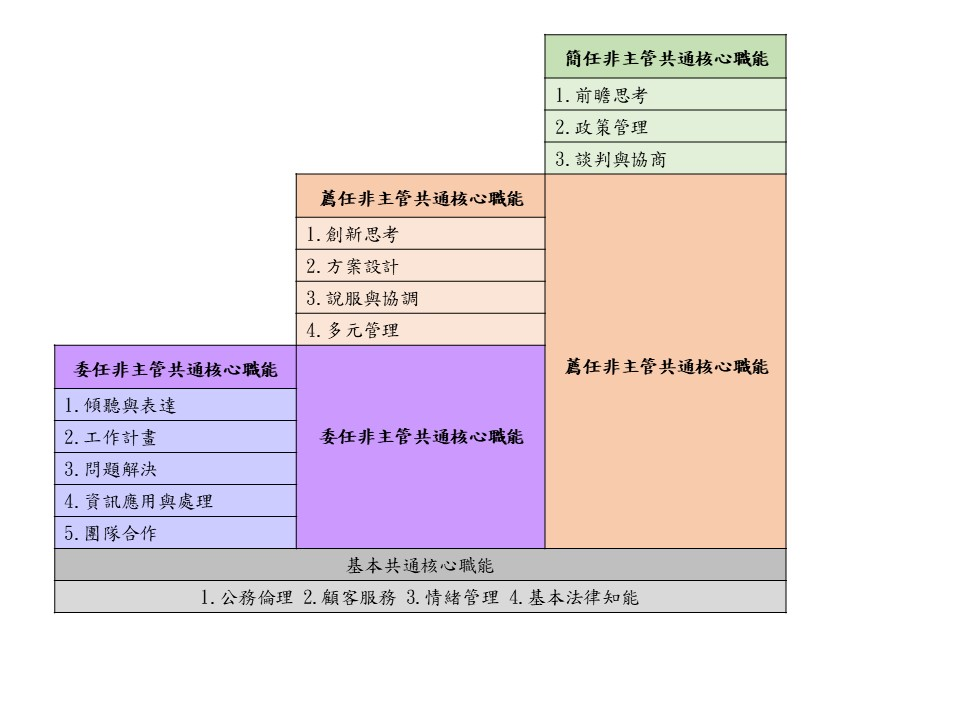 簡任非主管共通核心職能
1.前瞻思考
2.政策管理
3.談判與協商
薦任非主管共通核心職能
1.創新思考
2.方案設計
3.說服與協調
4.多元管理
薦任非主管共通核心職能
委任非主管共通核心職能
1.傾聽與表達
2.工作計畫
3.問題解決
4.資訊應用與處理
5.團隊合作
委任非主管共通核心職能
基本共通核心職能
1.公務倫理 2.顧客服務 3.情緒管理 4.基本法律知能